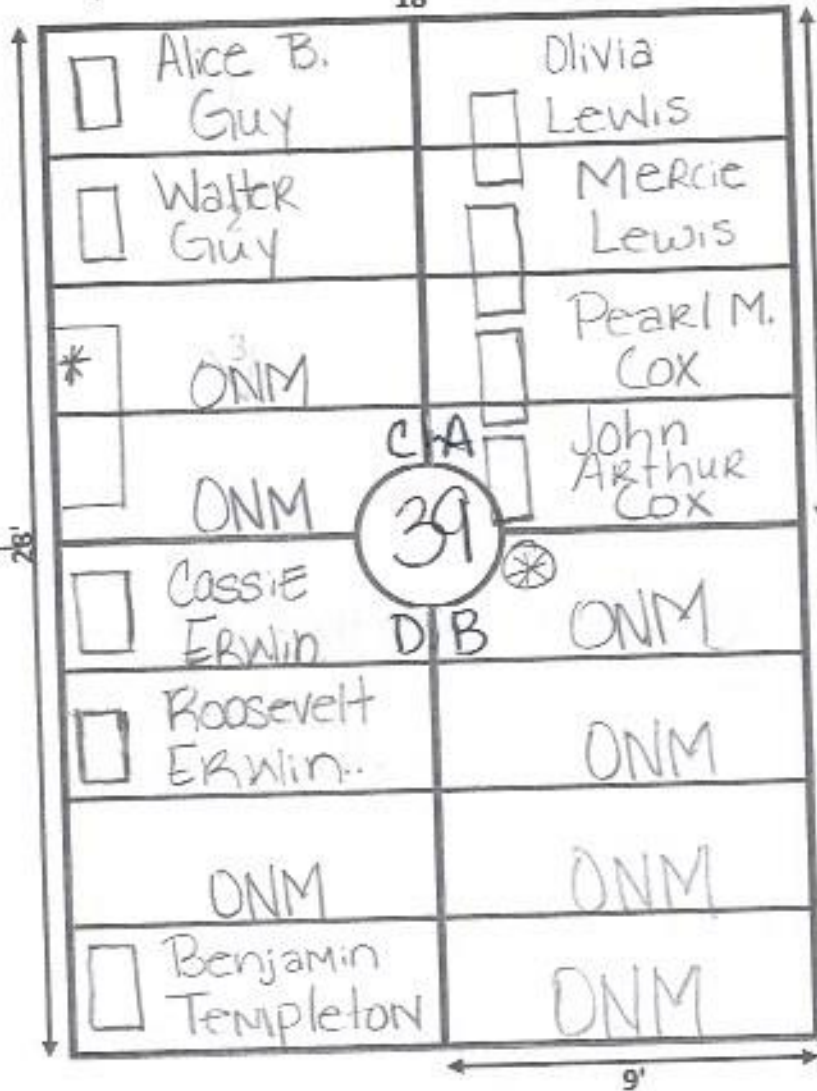 18'
Alice B.
Guy
Olivia
Lewis
Walter
Guy
Mercie
Lewis
3
ONM
Pearl M.
Cox
ONM
C A
John
Arthur
Cox
39
28'
Cassie
Erwin
D B
ONM
Roosevelt
Erwin..
ONM
ONM
ONM
Benjamin
Templeton
ONM
9'